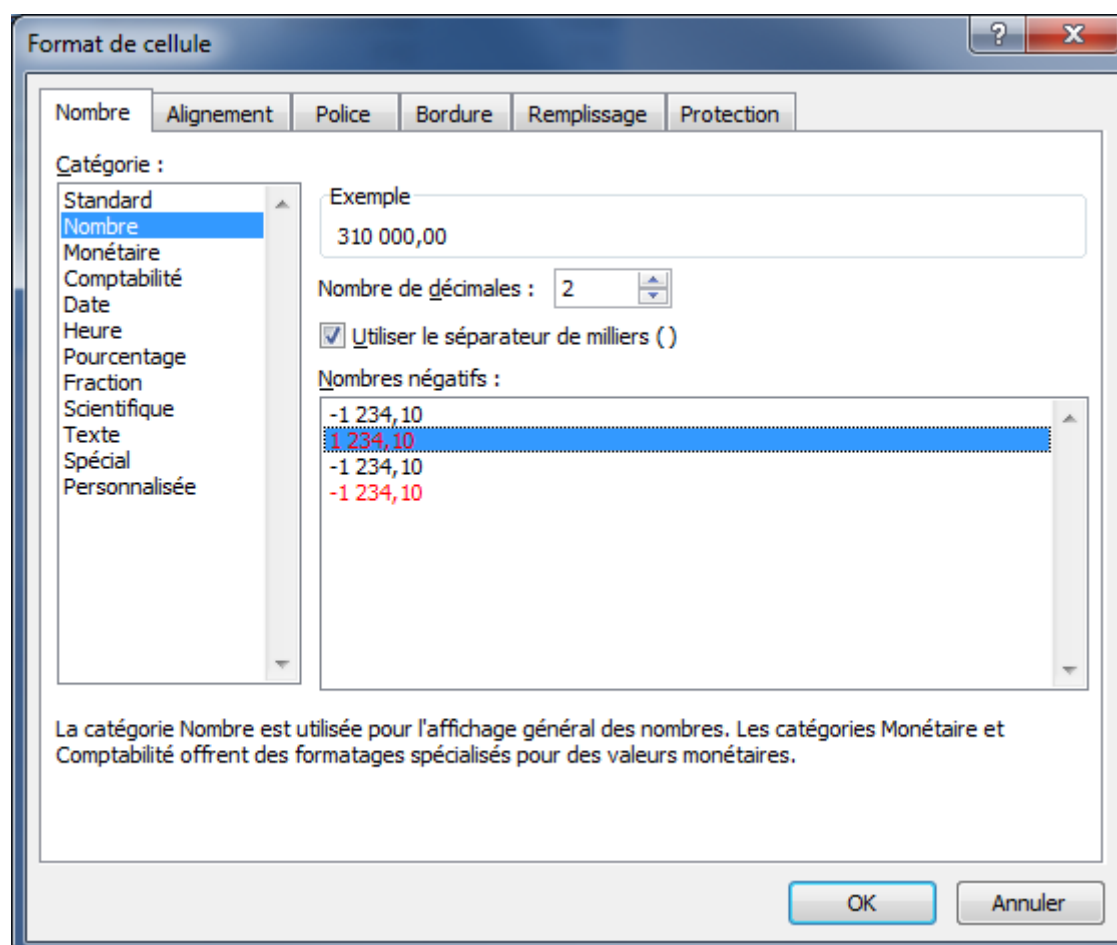 Format de cellule
Nombre Alignement Police Bordure Remplissage Protection
Catégorie :
Standard
Nombre
Monétaire
Comptabilité
Date
Heure
Pourcentage
Fraction
Scientifique
Texte
Spécial
Personnalisée
Exemple
310 000,00
Nombre de décimales : 2
Utiliser le séparateur de milliers ( )
Nombres négatifs :
-1 234,10
1 234,10
-1 234,10
-1 234,10
La catégorie Nombre est utilisée pour l'affichage général des nombres. Les catégories Monétaire et
Comptabilité offrent des formatages spécialisés pour des valeurs monétaires.
OK Annuler